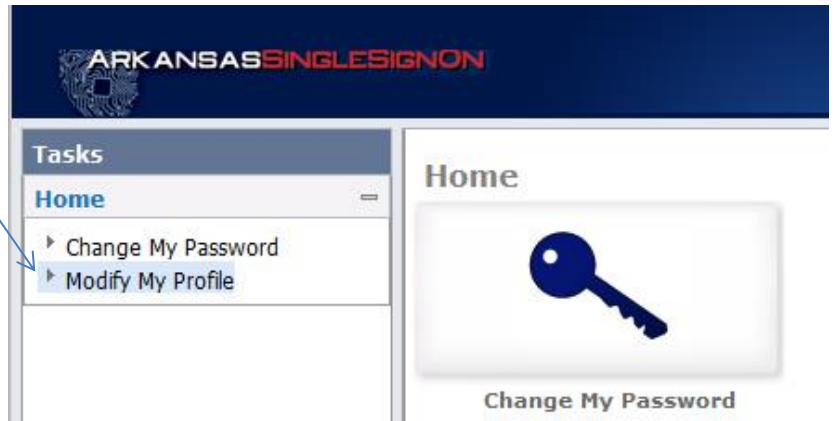 ARKANSASSINGLESIGNON
Tasks
Home
Change My Password
Modify My Profile
Home
Change My Password